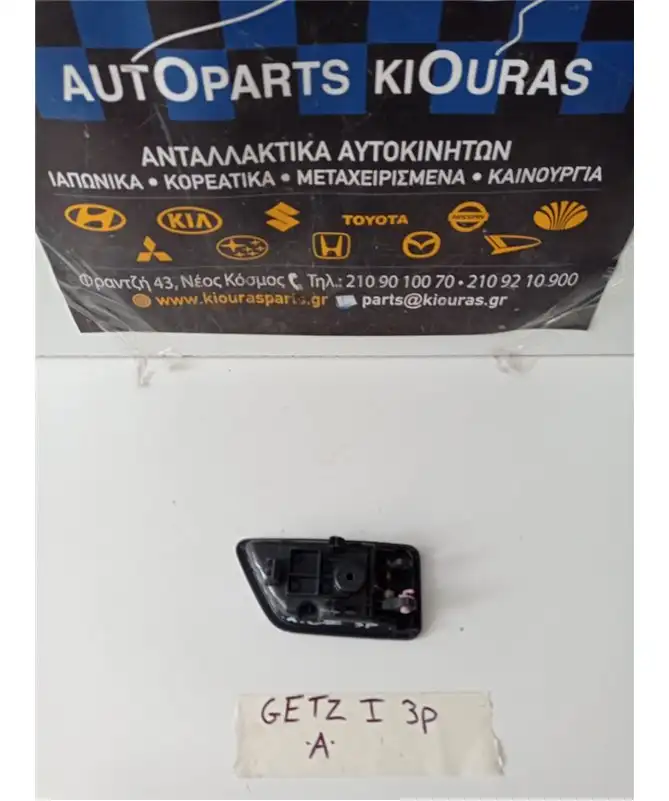 AUTOPARTS KIOURAS
ΑΝΤΑΛΛΑΚΤΙΚΑ ΑΥΤΟΚΙΝΗΤΩΝ
ΙΑΠΩΝΙΚΑ • ΚΟΡΕΑΤΙΚΑ • ΜΕΤΑΧΕΙΡΙΣΜΕΝΑ • ΚΑΙΝΟΥΡΓΙΑ
KIA TOYOTA NISSAN
Φραντζή 43, Νέος Κόσμος Τηλ.: 210 90 100 70 • 210 92 10.900
www.kiourasparts.gr parts@kiouras.gr
GETZ I 3P
·A·